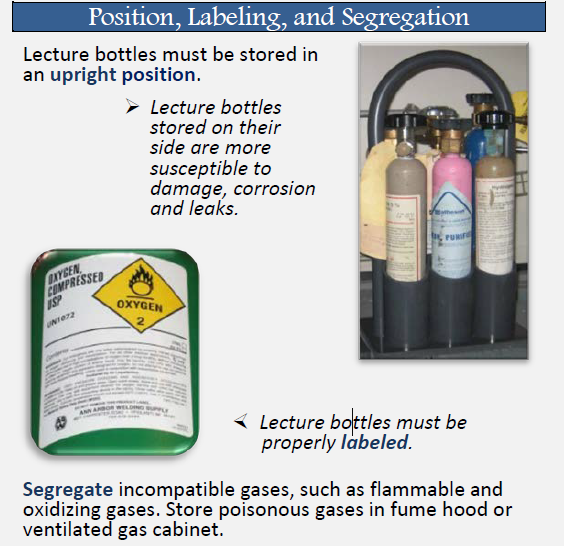 Position, Labeling, and Segregation
Lecture bottles must be stored in
an upright position.
➢ Lecture bottles
stored on their
side are more
susceptible to
damage, corrosion
and leaks.
OXYGEN,
COMPRESSED
USP
UN1072
OXYGEN
2
Contents
ANN ARBOR WELDING SUPPLY
Lecture bottles must be
properly labeled.
Segregate incompatible gases, such as flammable and
oxidizing gases. Store poisonous gases in fume hood or
ventilated gas cabinet.